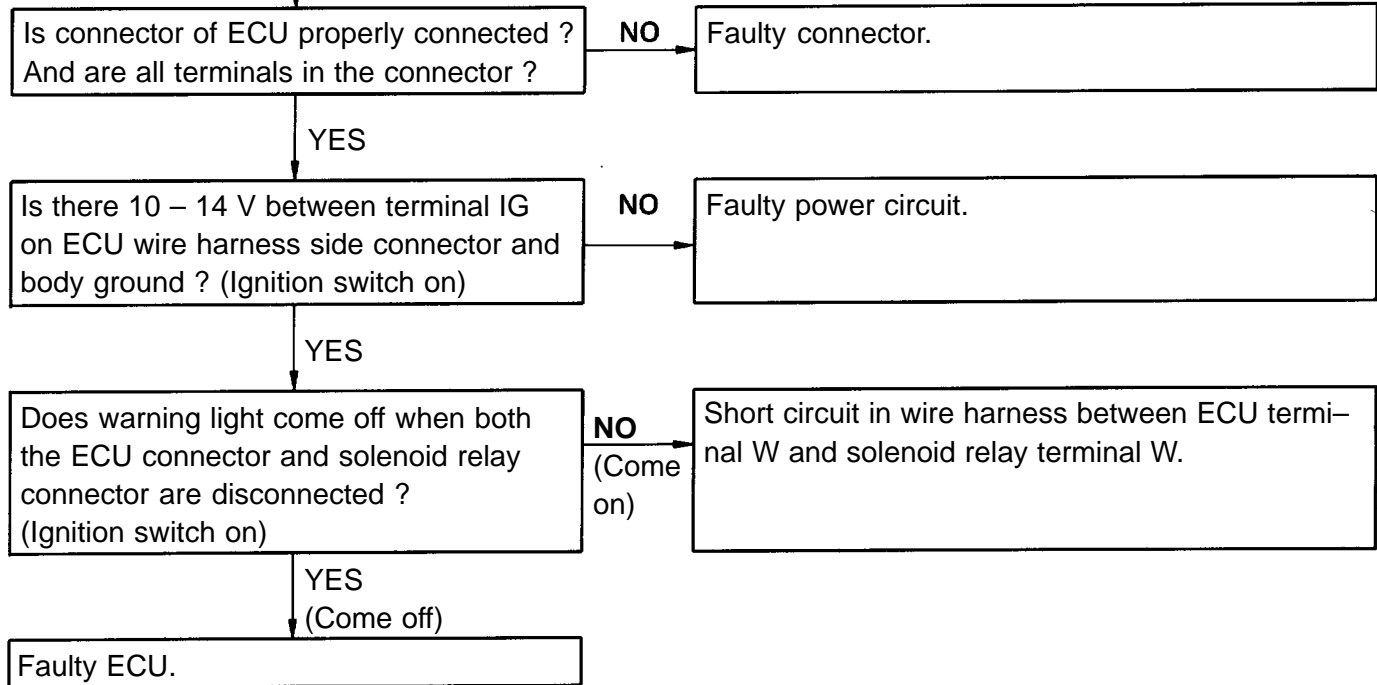 Is connector of ECU properly connected ?
And are all terminals in the connector ?
NO
Faulty connector.
YES
Is there 10 – 14 V between terminal IG
on ECU wire harness side connector and
body ground ? (Ignition switch on)
NO
Faulty power circuit.
YES
Does warning light come off when both
the ECU connector and solenoid relay
connector are disconnected ?
(Ignition switch on)
NO
(Come
on)
Short circuit in wire harness between ECU termi–
nal W and solenoid relay terminal W.
YES
(Come off)
Faulty ECU.